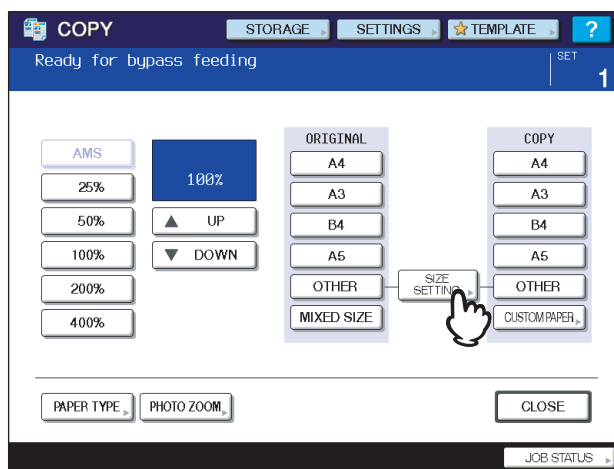 COPY
STORAGE
SETTINGS
TEMPLATE
?
Ready for bypass feeding
SET
1
AMS
25%
50%
100%
200%
400%
100%
UP
DOWN
ORIGINAL
A4
A3
B4
A5
OTHER
MIXED SIZE
SIZE
SETTING
COPY
A4
A3
B4
A5
OTHER
CUSTOM PAPER
PAPER TYPE
PHOTO ZOOM
CLOSE
JOB STATUS